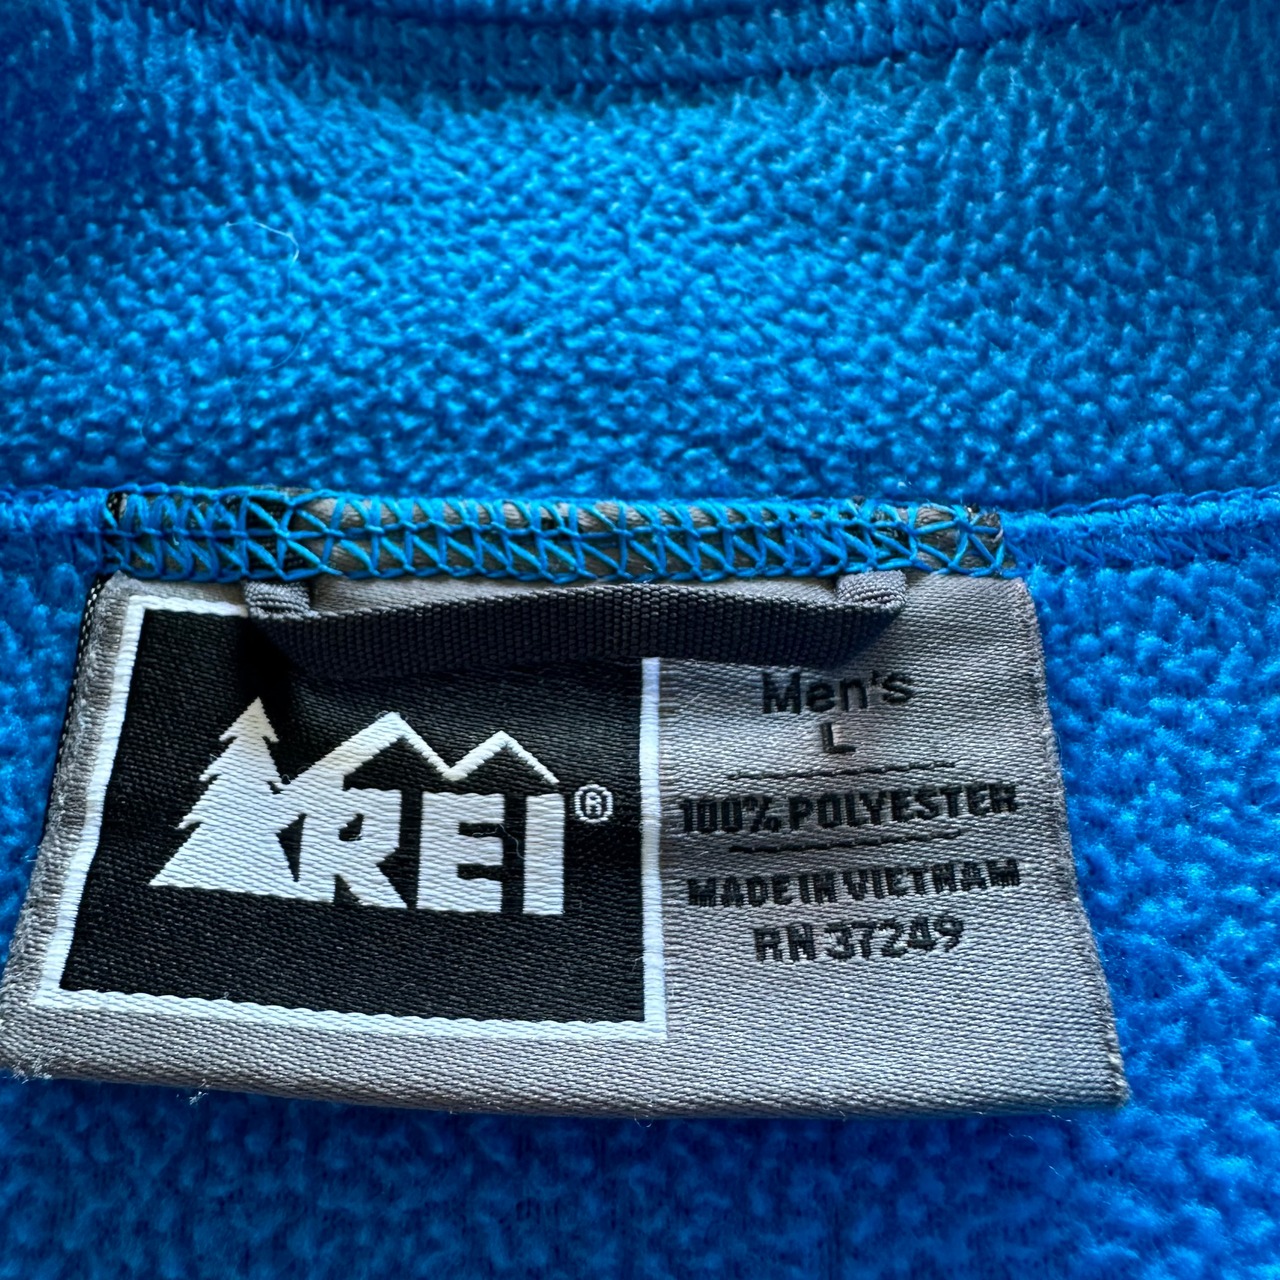 REI®
Men's
L
100% POLYESTER
MADE IN VIETNAM
RN 37249